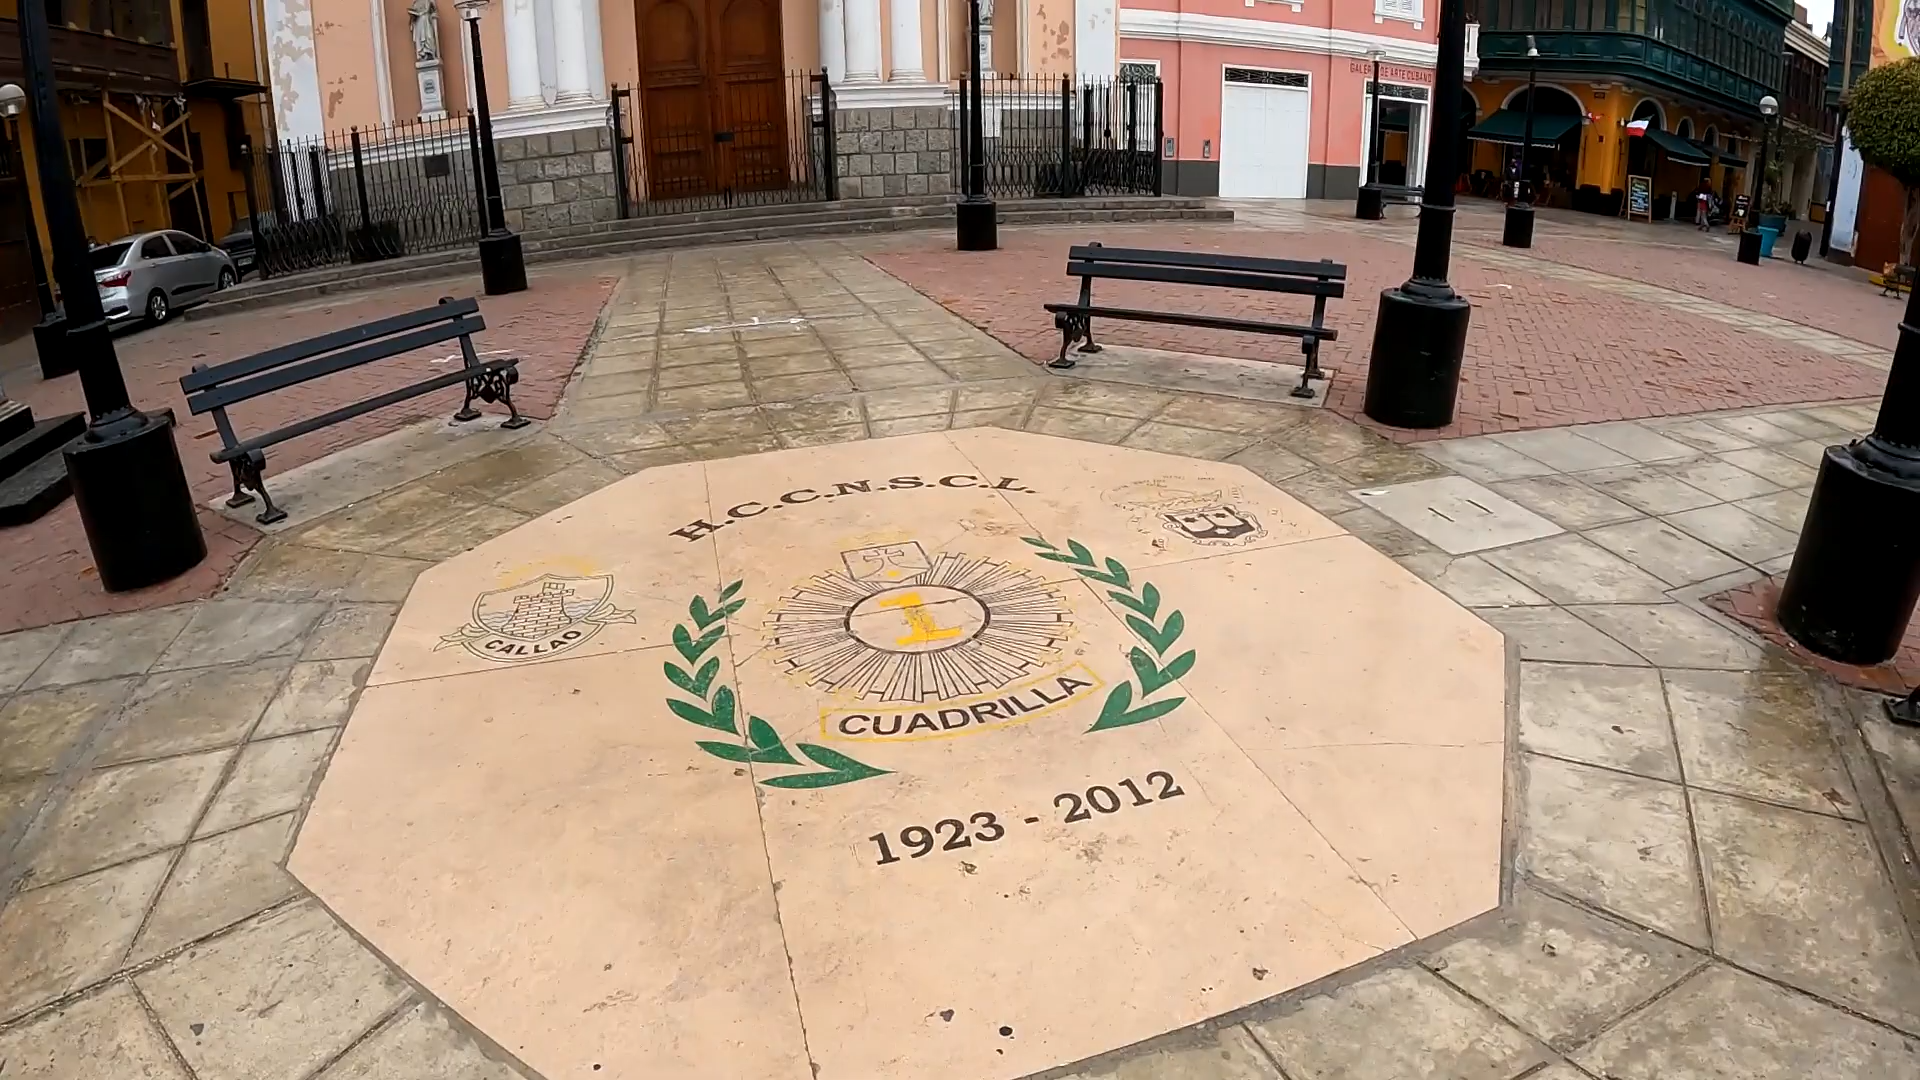 GALERIA DE ARTE CUBANO
H.C.C.N.S.C.L.
CALLAO
1
CUADRILLA
1923 - 2012